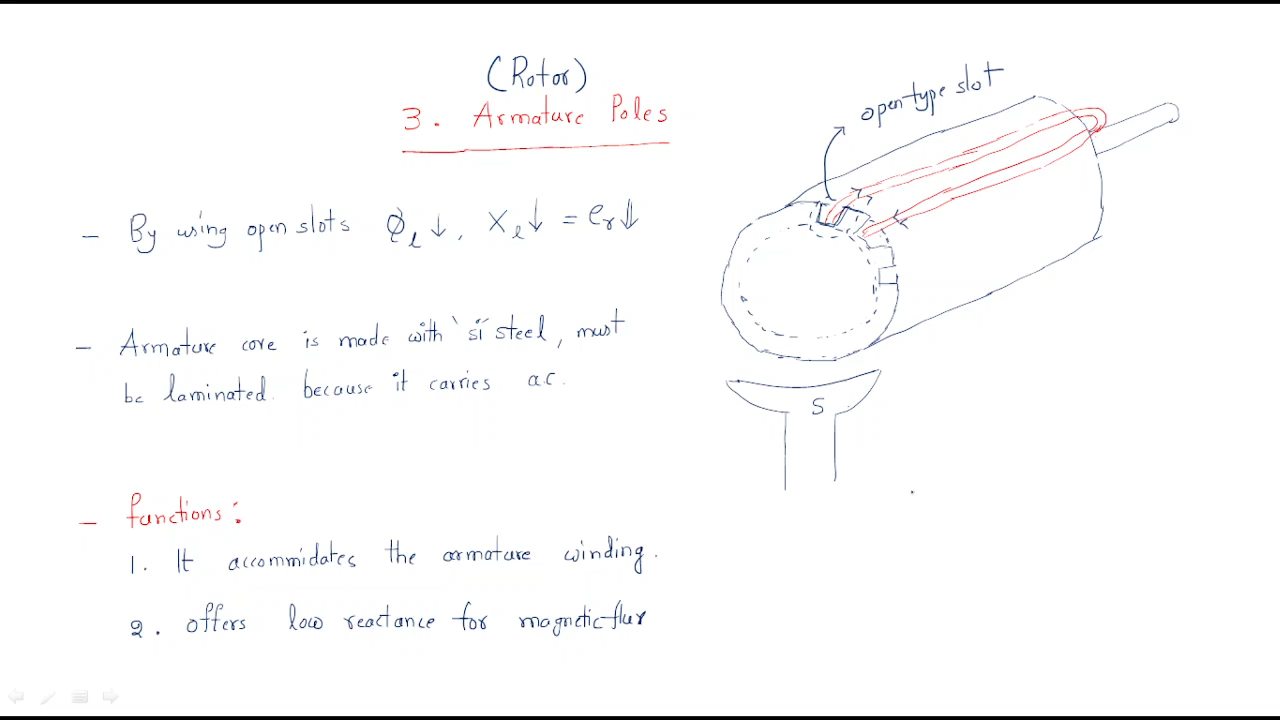 (Rotor)
3. Armature Poles
open type slot
- By using open slots Φl↓, Xl↓ = er↓
- Armature core is made with "si" steel, must
be laminated. because it carries a.c.
S
- functions:
1. It accommidates the armature winding.
2. offers low reactance for magnetic flux